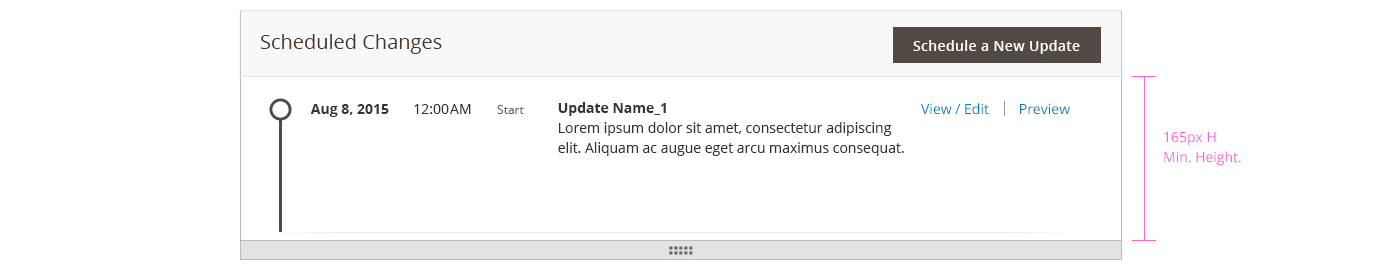 Scheduled Changes
Schedule a New Update
Aug 8, 2015 12:00AM Start Update Name_1 View / Edit | Preview
Lorem ipsum dolor sit amet, consectetur adipiscing
elit. Aliquam ac augue eget arcu maximus consequat.
165px H
Min. Height.